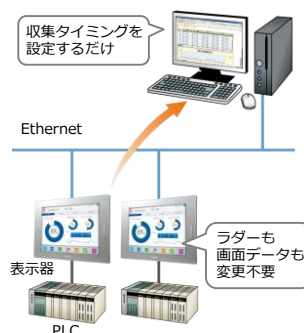 収集タイミングを
設定するだけ
Ethernet
ラダーも
画面データも
変更不要
表示器
PLC